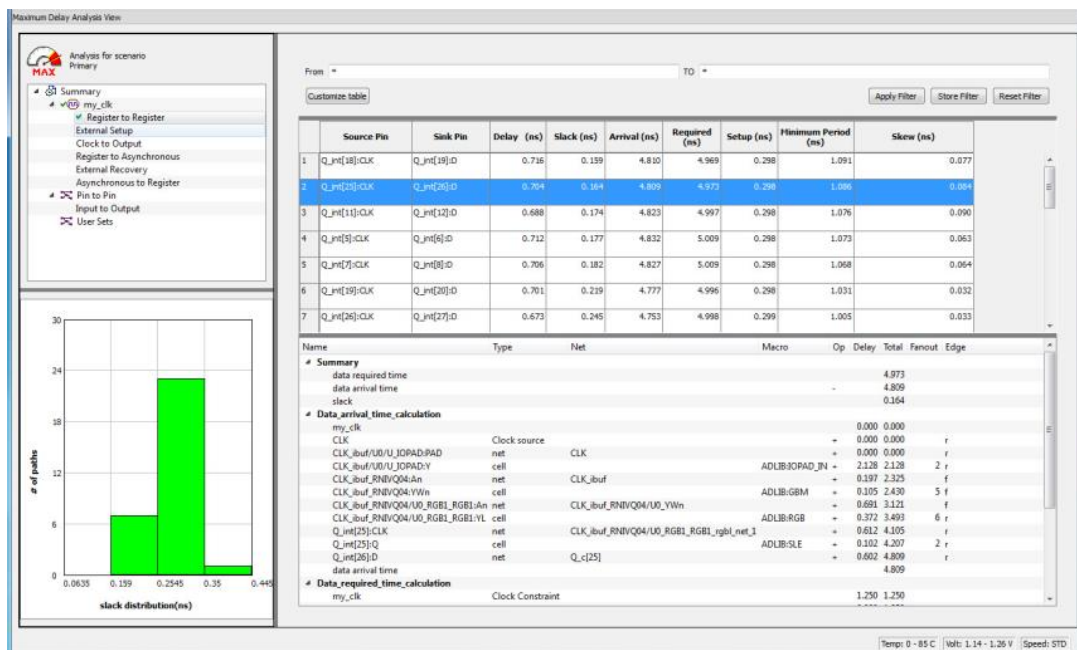 Maximum Delay Analysis View
MAX
Analysis for scenario
Primary
Summary
my_clk
Register to Register
External Setup
Clock to Output
Register to Asynchronous
External Recovery
Asynchronous to Register
Pin to Pin
Input to Output
User Sets
From * TO *
Customize table Apply Filter Store Filter Reset Filter
Source Pin Sink Pin Delay (ns) Slack (ns) Arrival (ns) Required (ns) Setup (ns) Minimum Period (ns) Skew (ns)
1 Q_int[18]:CLK Q_int[19]:D 0.716 0.159 4.810 4.969 0.298 1.091 0.077
2 Q_int[25]:CLK Q_int[26]:D 0.704 0.164 4.809 4.973 0.298 1.086 0.084
3 Q_int[11]:CLK Q_int[12]:D 0.688 0.174 4.823 4.997 0.298 1.076 0.090
4 Q_int[5]:CLK Q_int[6]:D 0.712 0.177 4.832 5.009 0.298 1.073 0.063
5 Q_int[7]:CLK Q_int[8]:D 0.706 0.182 4.827 5.009 0.298 1.068 0.064
6 Q_int[19]:CLK Q_int[20]:D 0.701 0.219 4.777 4.996 0.298 1.031 0.032
7 Q_int[26]:CLK Q_int[27]:D 0.673 0.245 4.753 4.998 0.299 1.005 0.033
Name Type Net Macro Op Delay Total Fanout Edge
Summary
data required time 4.973
data arrival time - 4.809
slack 0.164
Data_arrival_time_calculation
my_clk 0.000 0.000
CLK Clock source + 0.000 0.000 r
CLK_ibuf/U0/U_IOPAD:PAD net CLK + 0.000 0.000 r
CLK_ibuf/U0/U_IOPAD:Y cell ADLIB:IOPAD_IN + 2.128 2.128 2 r
CLK_ibuf_RNIVQ04:An net CLK_ibuf + 0.197 2.325 f
CLK_ibuf_RNIVQ04:YWn cell ADLIB:GBM + 0.105 2.430 5 f
CLK_ibuf_RNIVQ04/U0_RGB1_RGB1:An net CLK_ibuf_RNIVQ04/U0_YWn + 0.691 3.121 f
CLK_ibuf_RNIVQ04/U0_RGB1_RGB1:YL cell ADLIB:RGB + 0.372 3.493 6 r
Q_int[25]:CLK net CLK_ibuf_RNIVQ04/U0_RGB1_RGB1_rgbl_net_1 + 0.612 4.105 r
Q_int[25]:Q cell ADLIB:SLE + 0.102 4.207 2 r
Q_int[26]:D net Q_c[25] + 0.602 4.809 r
data arrival time 4.809
Data_required_time_calculation
my_clk Clock Constraint 1.250 1.250
# of paths
30
24
18
12
6
0
0.0635 0.159 0.2545 0.35 0.445
slack distribution(ns)
Temp: 0 - 85 C Volt: 1.14 - 1.26 V Speed: STD